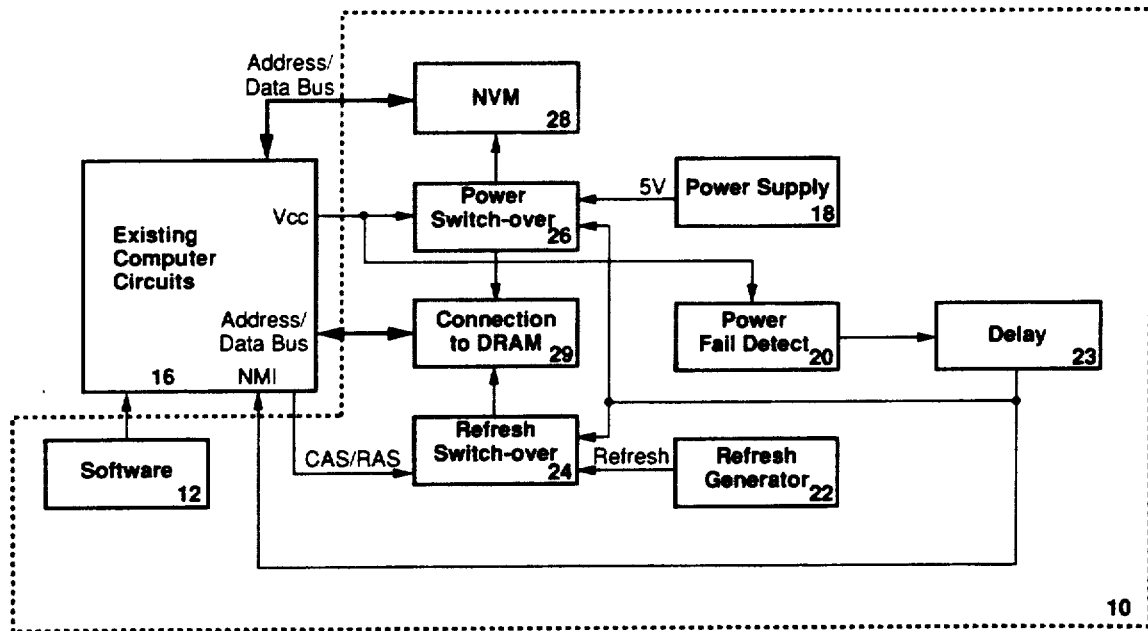 Address/
Data Bus
NVM
28
Power
Switch-over
26
5V
Power Supply
18
Vcc
Existing
Computer
Circuits
Address/
Data Bus
16
NMI
Connection
to DRAM
29
Power
Fail Detect
20
Delay
23
Software
12
CAS/RAS
Refresh
Switch-over
24
Refresh
Refresh
Generator
22
10